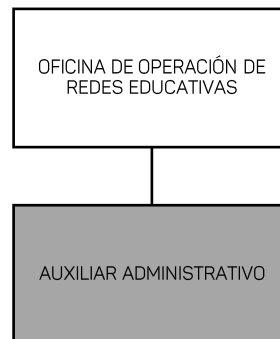 OFICINA DE OPERACIÓN DE
REDES EDUCATIVAS
AUXILIAR ADMINISTRATIVO